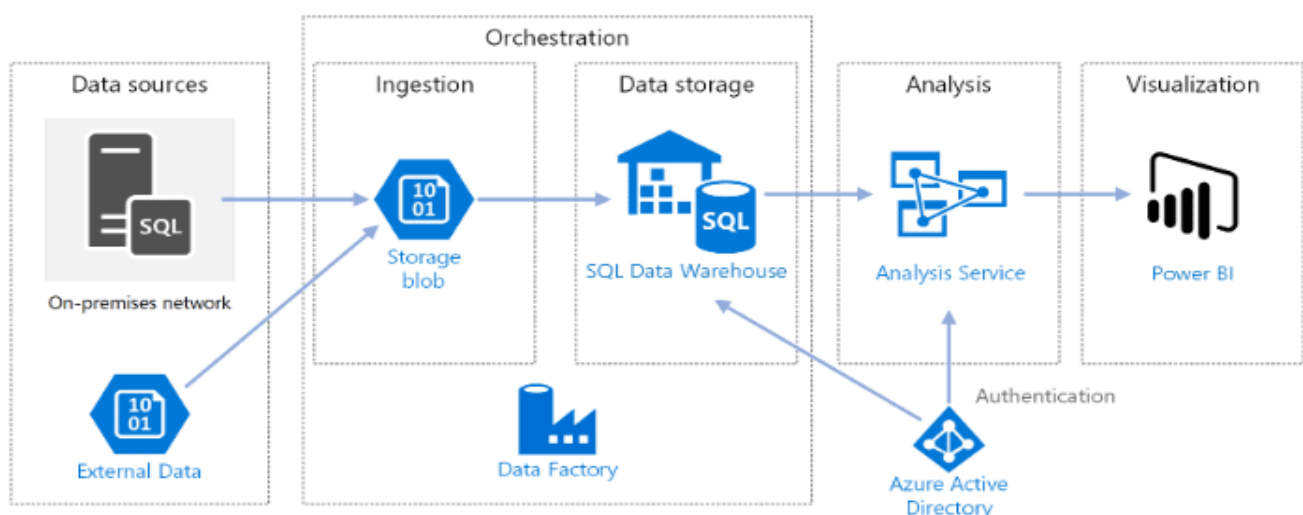 Orchestration
Data sources
Ingestion
Data storage
Analysis
Visualization
SQL
On-premises network
10
01
Storage
blob
SQL
SQL Data Warehouse
Analysis Service
Power BI
10
01
External Data
Data Factory
Authentication
Azure Active
Directory